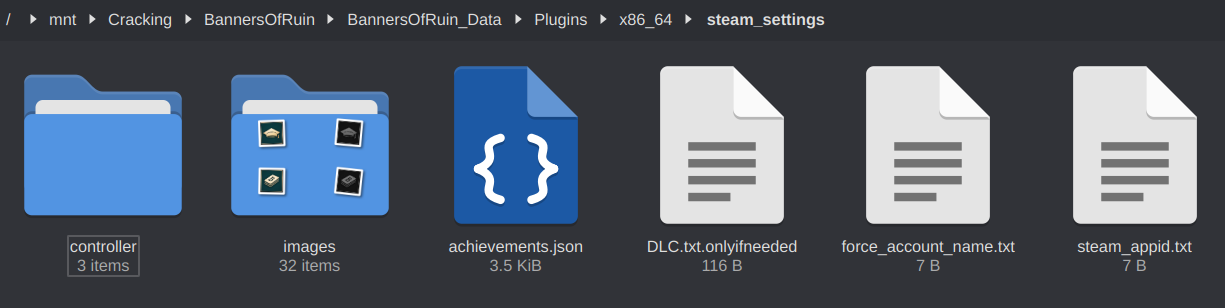 / mnt Cracking BannersOfRuin BannersOfRuin_Data Plugins x86_64 steam_settings
controller images achievements.json DLC.txt.onlyifneeded force_account_name.txt steam_appid.txt
3 items 32 items 3.5 KiB 116 B 7 B 7 B